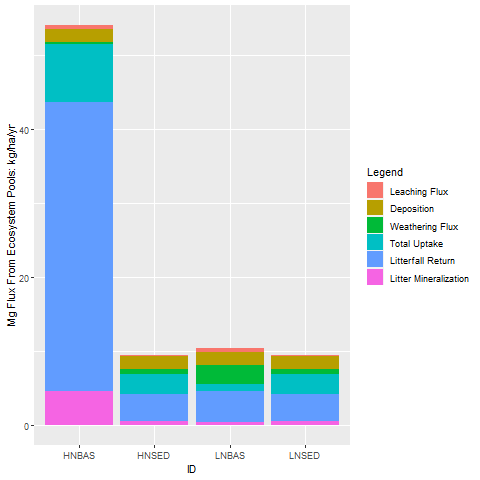 Mg Flux From Ecosystem Pools: kg/ha/yr
40
20
0
HNBAS HNSED LNBAS LNSED
ID
Legend
Leaching Flux
Deposition
Weathering Flux
Total Uptake
Litterfall Return
Litter Mineralization